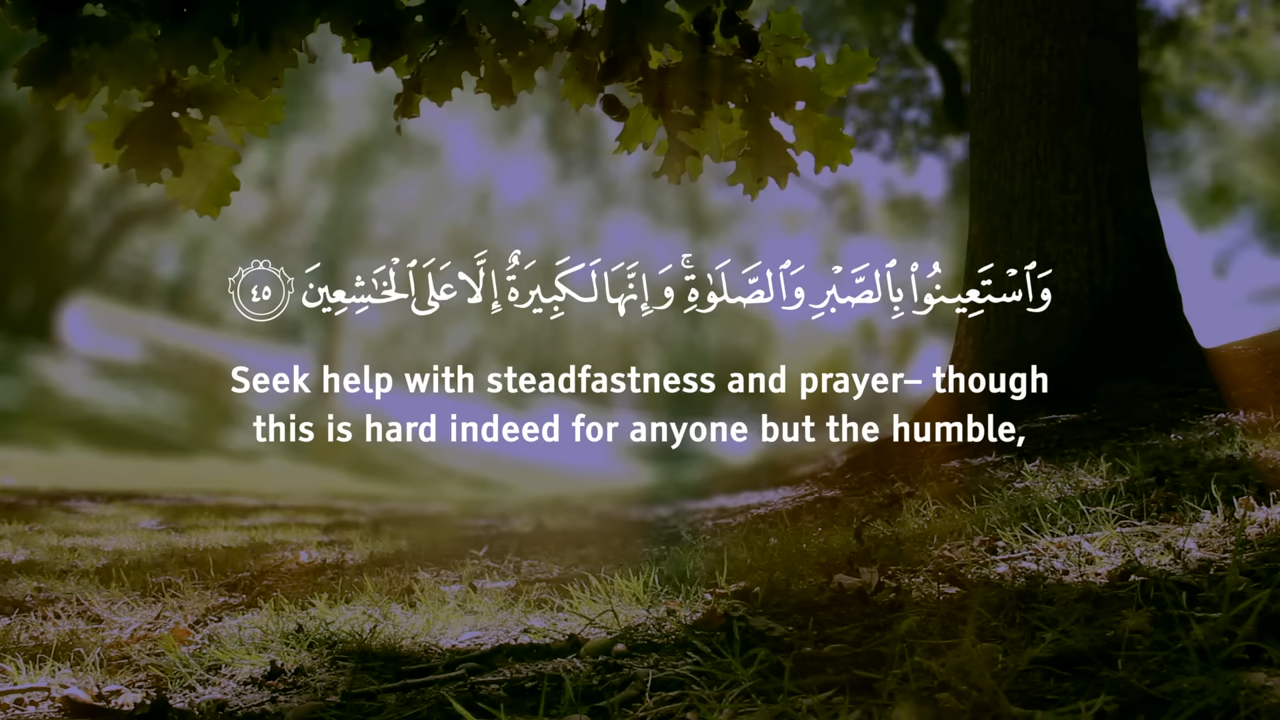 وَٱسۡتَعِينُواْ بِٱلصَّبۡرِ وَٱلصَّلَوٰةِۚ وَإِنَّهَا لَكَبِيرَةٌ إِلَّا عَلَى ٱلۡخَٰشِعِينَ ٤٥
Seek help with steadfastness and prayer– though
this is hard indeed for anyone but the humble,